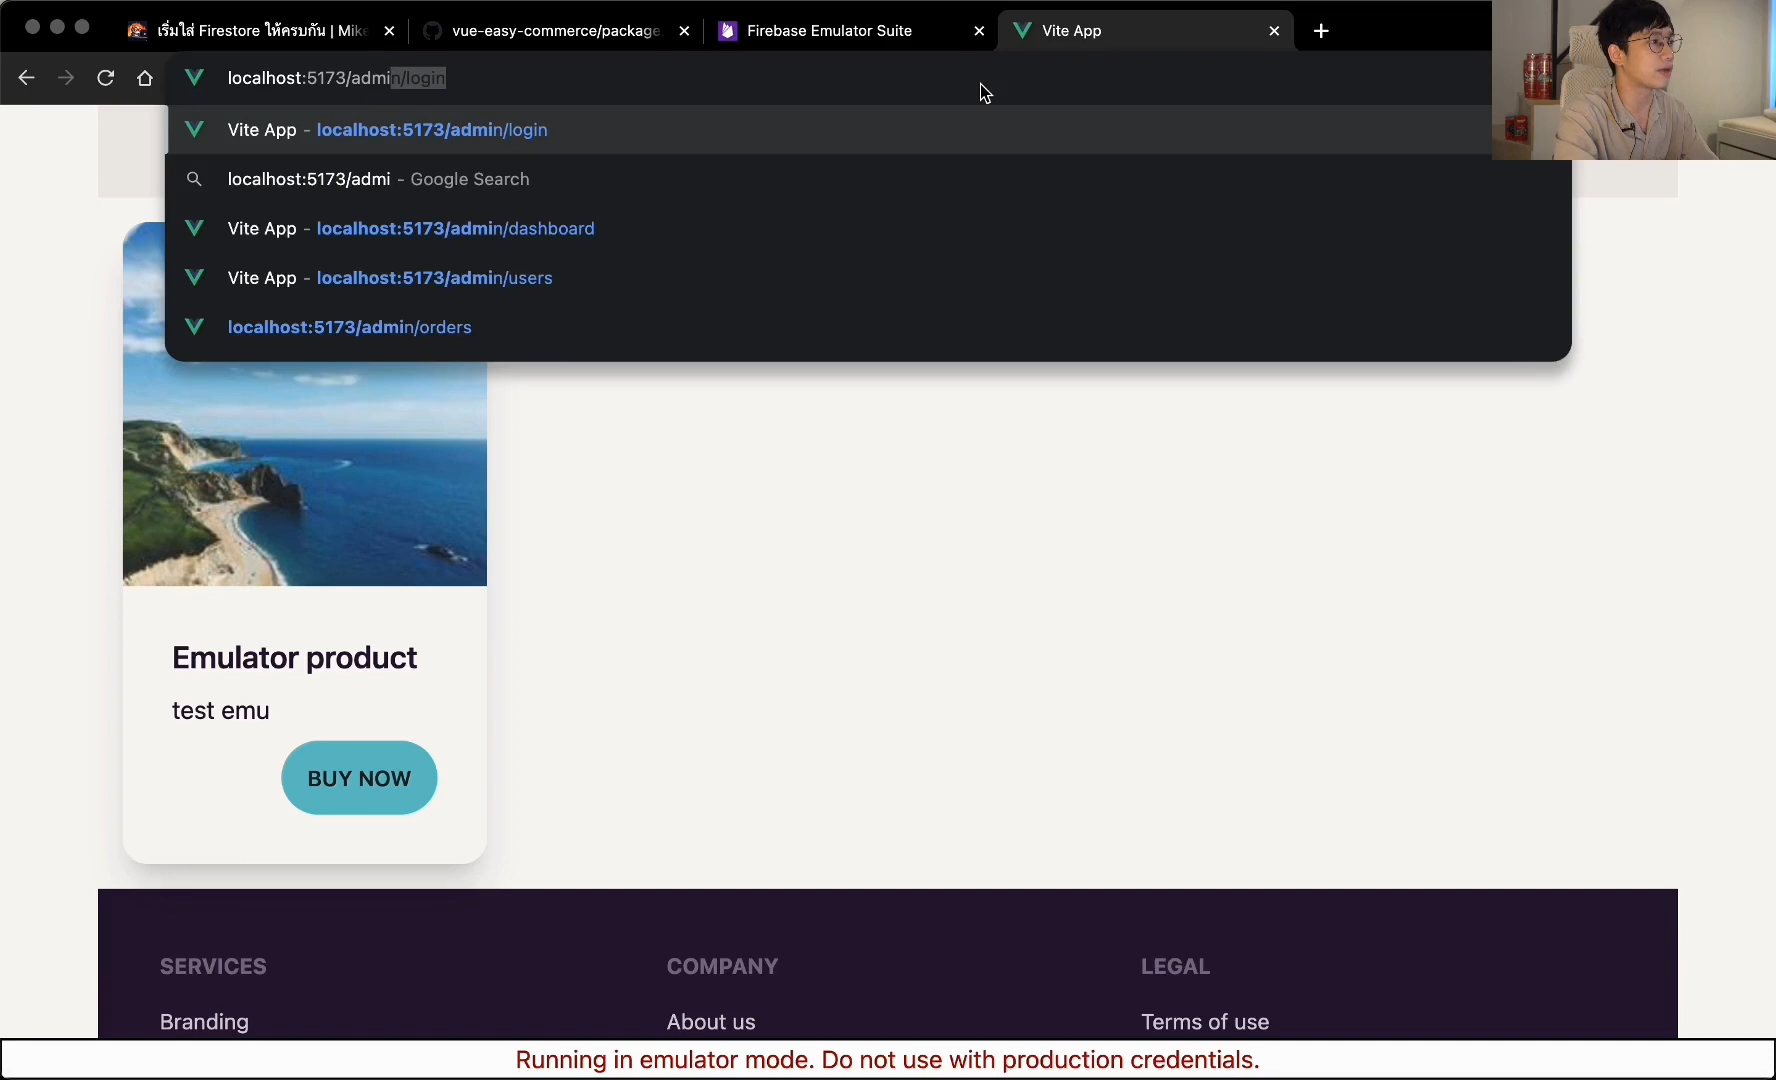 เริ่มใส่ Firestore ให้ครบกัน | Mike
vue-easy-commerce/package.
Firebase Emulator Suite
Vite App
localhost:5173/admin/login
Vite App - localhost:5173/admin/login
localhost:5173/admi - Google Search
Vite App - localhost:5173/admin/dashboard
Vite App - localhost:5173/admin/users
localhost:5173/admin/orders
Emulator product
test emu
BUY NOW
SERVICES
COMPANY
LEGAL
Branding
About us
Terms of use
Running in emulator mode. Do not use with production credentials.